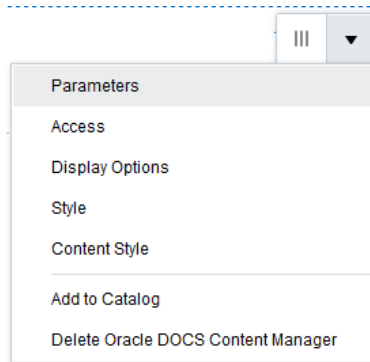 Parameters
Access
Display Options
Style
Content Style
Add to Catalog
Delete Oracle DOCS Content Manager